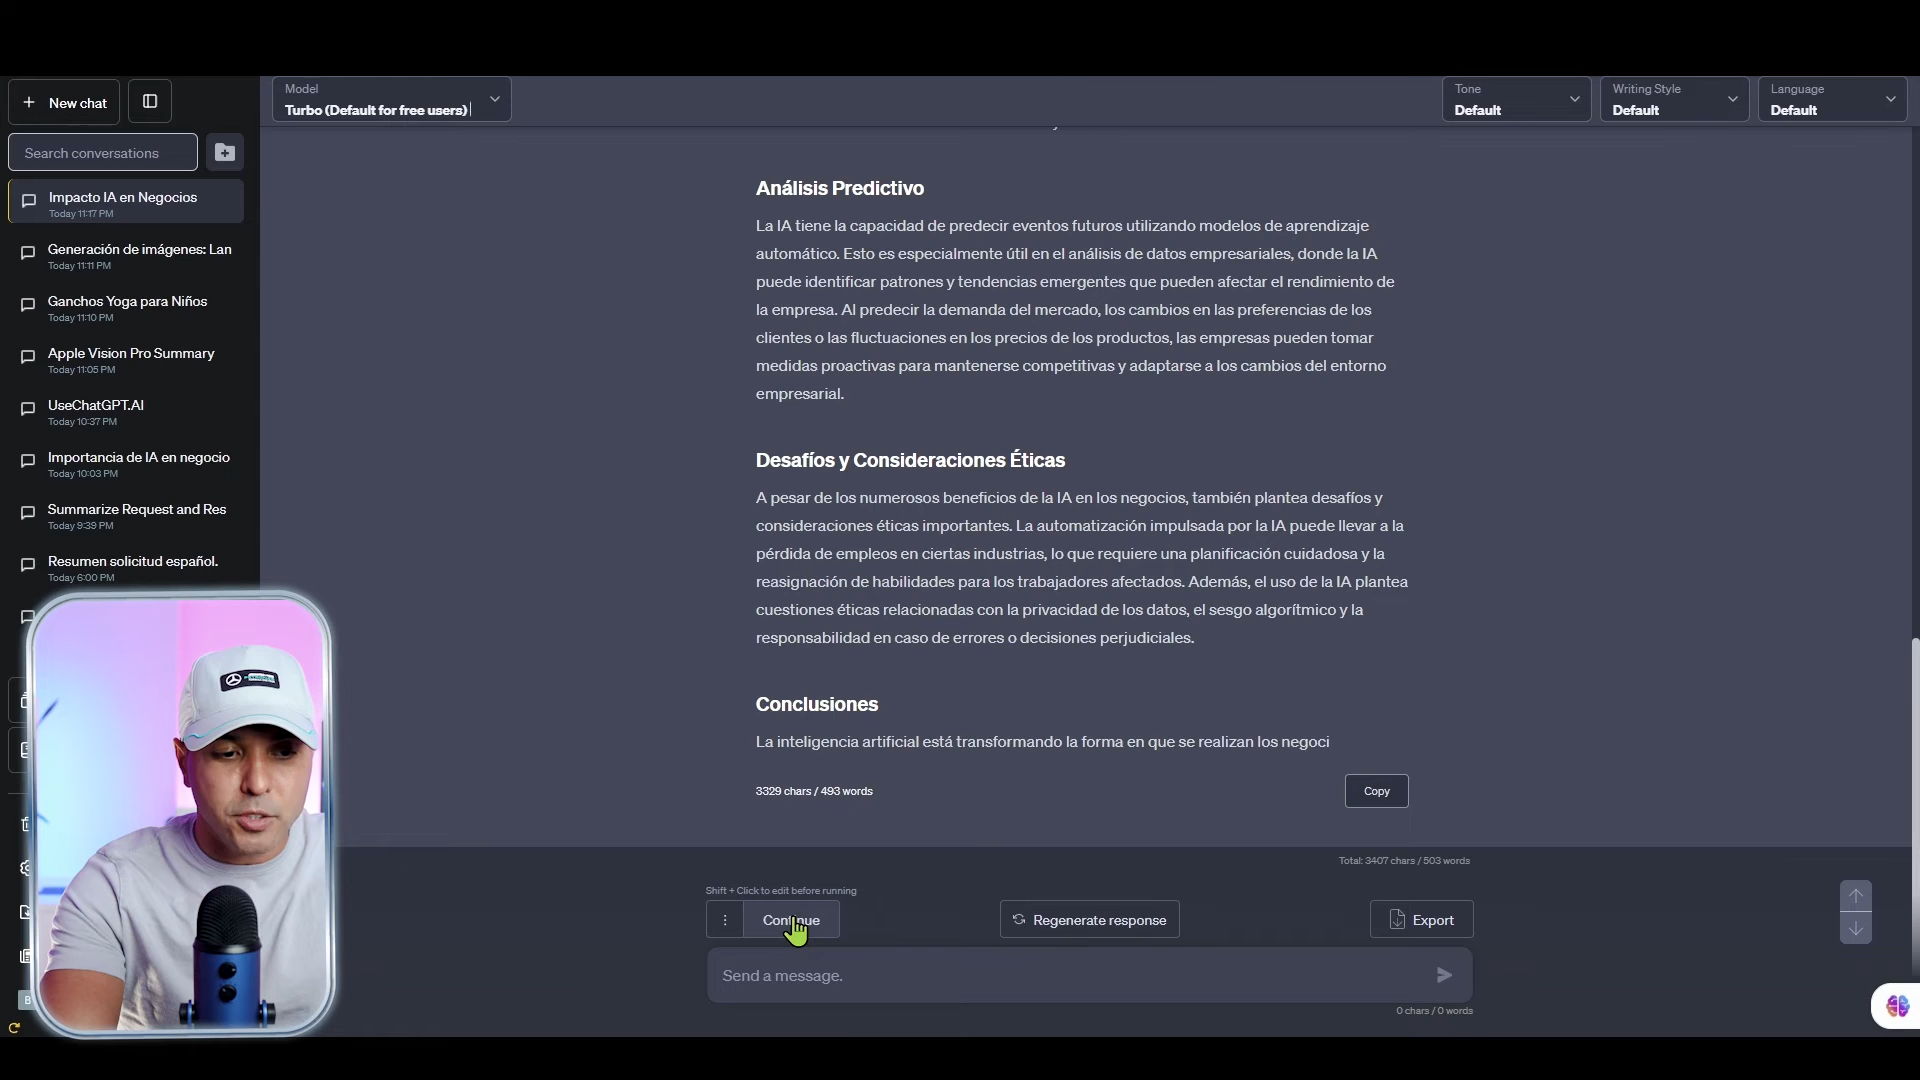 New chat
Model
Turbo (Default for free users)
Tone
Default
Writing Style
Default
Language
Default
Search conversations
Impacto IA en Negocios
Today 11:17 PM
Generación de imágenes: Lan
Today 11:11 PM
Ganchos Yoga para Niños
Today 11:10 PM
Apple Vision Pro Summary
Today 11:05 PM
UseChatGPT.AI
Today 10:37 PM
Importancia de IA en negocio
Today 10:03 PM
Summarize Request and Res
Today 9:39 PM
Resumen solicitud español.
Today 6:00 PM
Análisis Predictivo
La IA tiene la capacidad de predecir eventos futuros utilizando modelos de aprendizaje
automático. Esto es especialmente útil en el análisis de datos empresariales, donde la IA
puede identificar patrones y tendencias emergentes que pueden afectar el rendimiento de
la empresa. Al predecir la demanda del mercado, los cambios en las preferencias de los
clientes o las fluctuaciones en los precios de los productos, las empresas pueden tomar
medidas proactivas para mantenerse competitivas y adaptarse a los cambios del entorno
empresarial.
Desafíos y Consideraciones Éticas
A pesar de los numerosos beneficios de la IA en los negocios, también plantea desafíos y
consideraciones éticas importantes. La automatización impulsada por la IA puede llevar a la
pérdida de empleos en ciertas industrias, lo que requiere una planificación cuidadosa y la
reasignación de habilidades para los trabajadores afectados. Además, el uso de la IA plantea
cuestiones éticas relacionadas con la privacidad de los datos, el sesgo algorítmico y la
responsabilidad en caso de errores o decisiones perjudiciales.
Conclusiones
La inteligencia artificial está transformando la forma en que se realizan los negoci
3329 chars / 493 words
Copy
Total: 3407 chars / 503 words
Shift + Click to edit before running
Continue
Regenerate response
Export
Send a message.
0 chars / 0 words
B